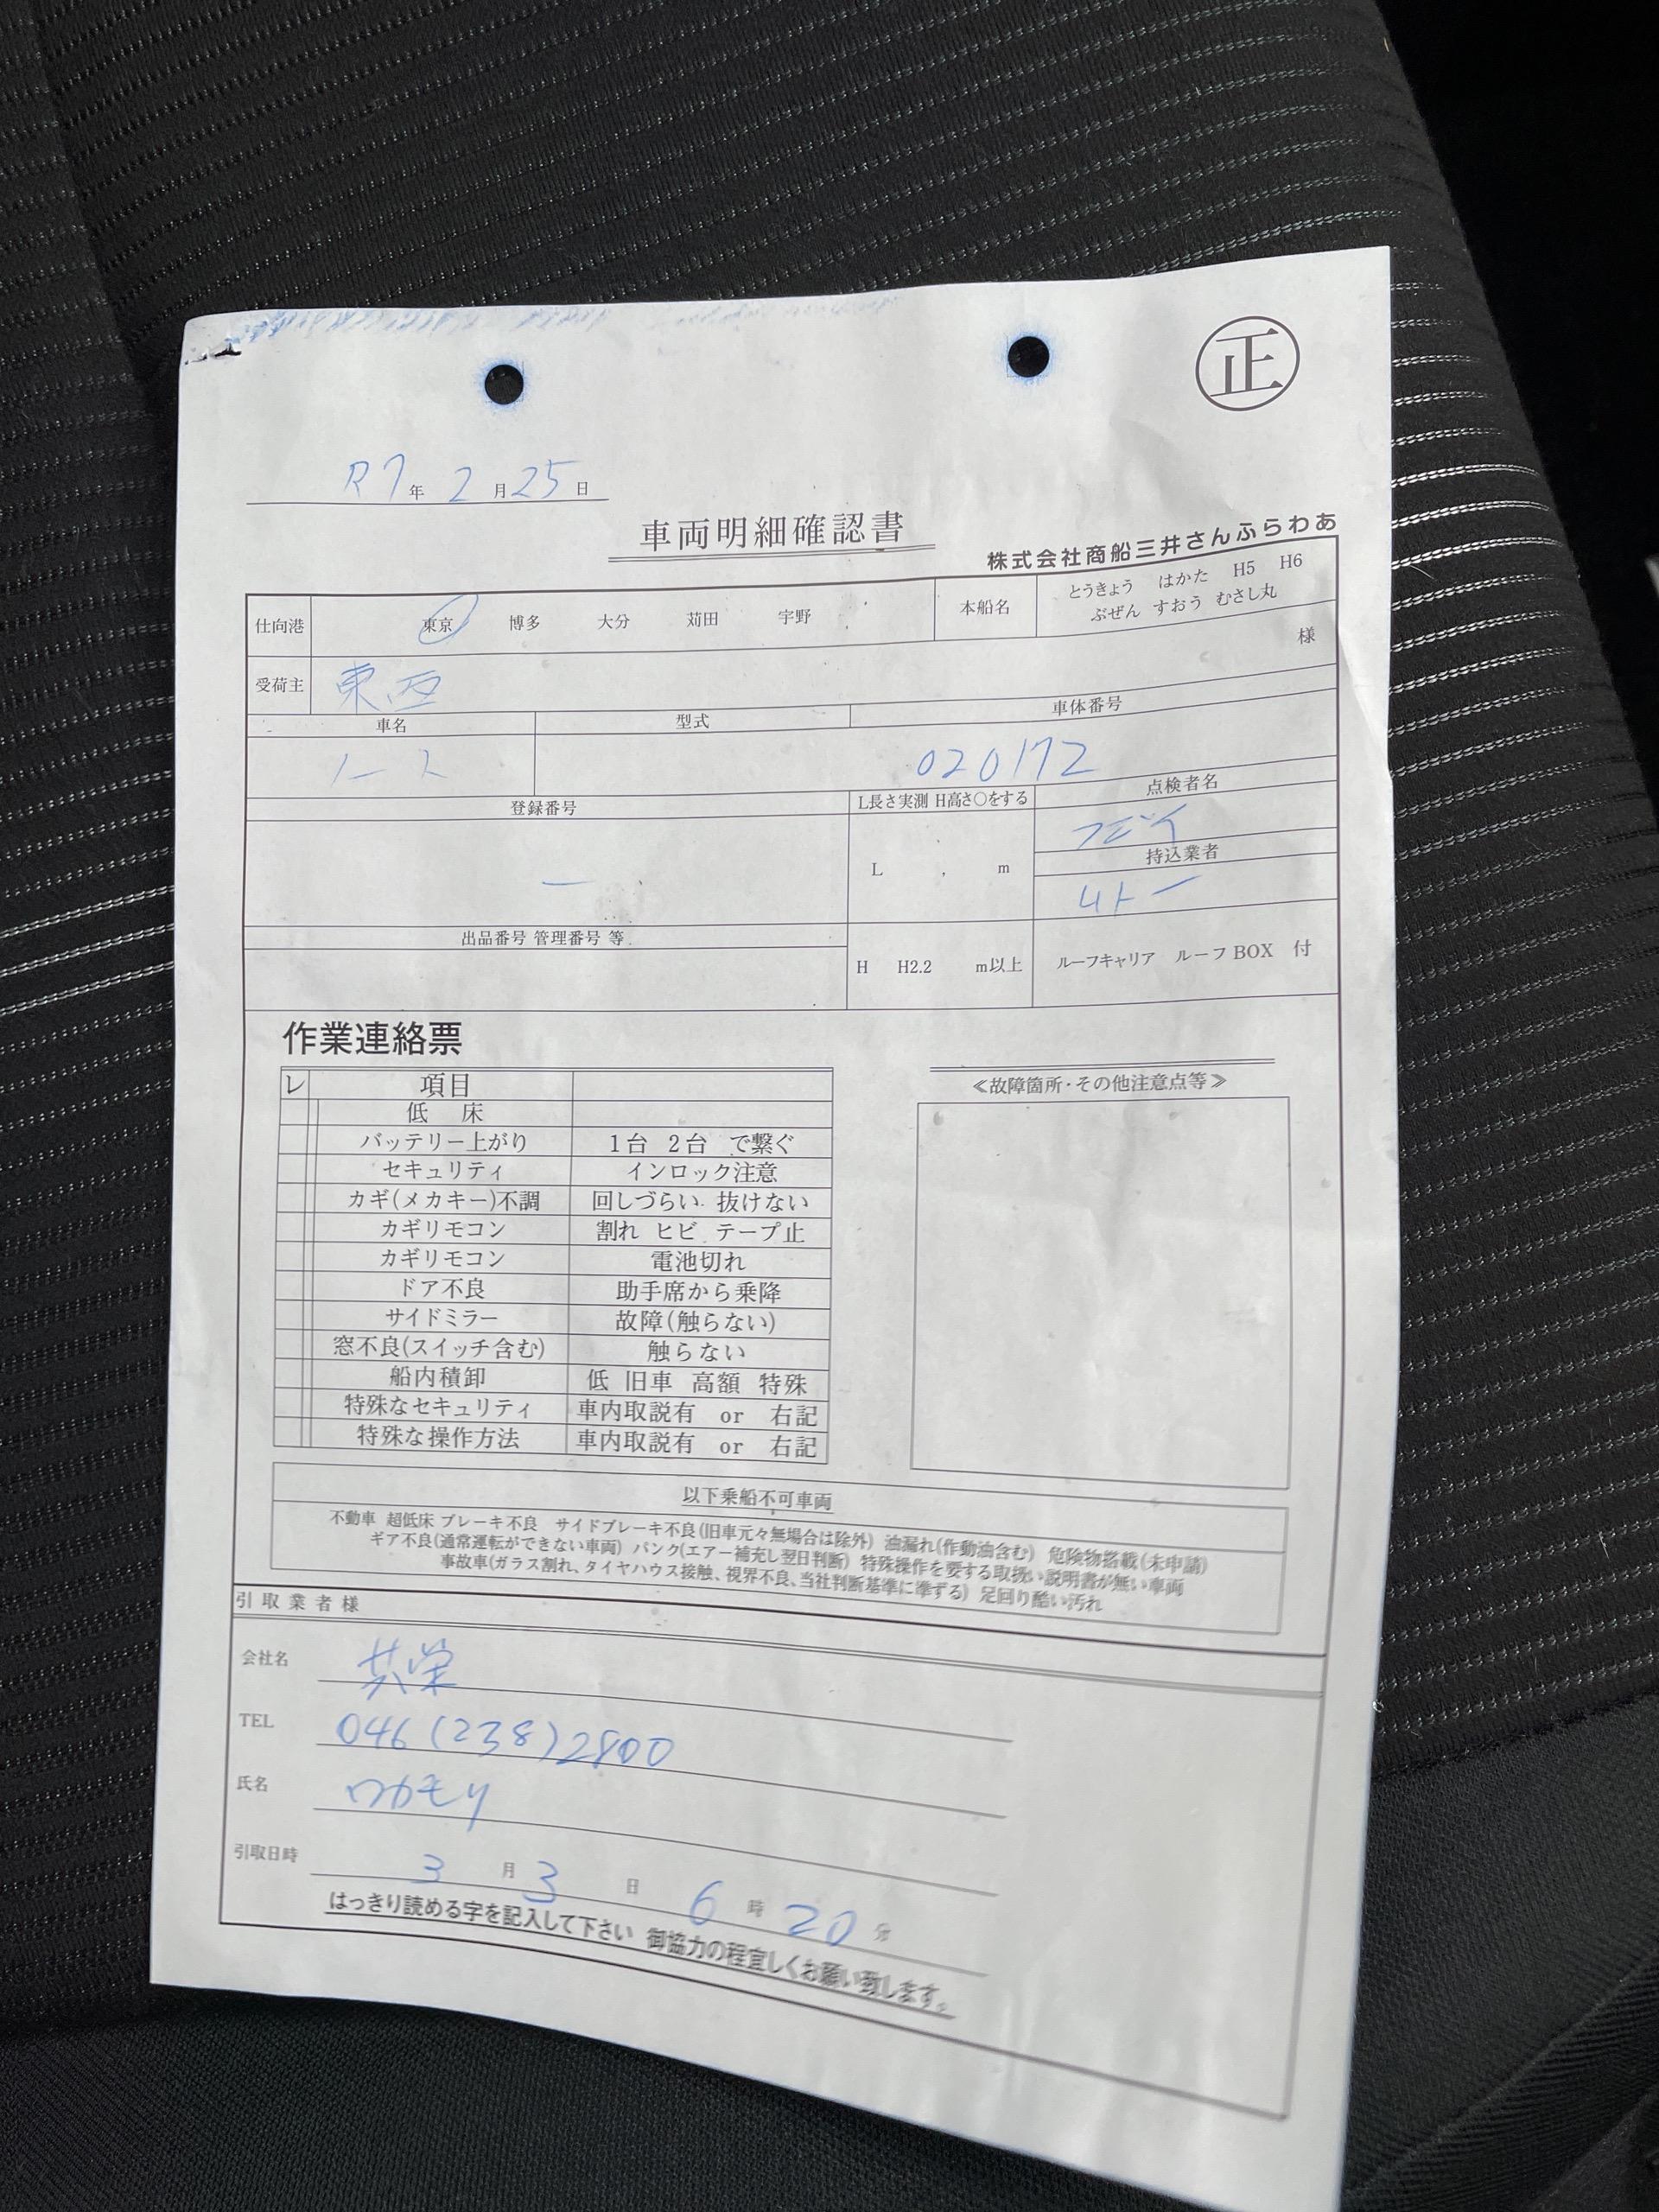 正
R7年 2月25日
車両明細確認書
株式会社商船三井さんふらわあ
仕向港 東京 博多 大分 苅田 宇野 本船名 とうきょう はかた H5 H6
ぶぜん すおう むさし丸
受荷主 東西 様
車名 型式 車体番号
ノート 020172
登録番号 L長さ実測 H高さ○をする 点検者名
フジイ
ー L . m 持込業者
出品番号 管理番号 等
H H2.2 m以上 ルーフキャリア ルーフBOX 付
作業連絡票
レ 項目
低 床
バッテリー上がり 1台 2台 で繋ぐ
セキュリティ インロック注意
カギ(メカキー)不調 回しづらい 抜けない
カギリモコン 割れ ヒビ テープ止
カギリモコン 電池切れ
ドア不良 助手席から乗降
サイドミラー 故障(触らない)
窓不良(スイッチ含む) 触らない
船内積卸 低 旧車 高額 特殊
特殊なセキュリティ 車内取説有 or 右記
特殊な操作方法 車内取説有 or 右記
≪故障箇所・その他注意点等≫
以下乗船不可車両
不動車 超低床 ブレーキ不良 サイドブレーキ不良(旧車元々無場合は除外) 油漏れ(作動油含む) 危険物搭載(未申請)
ギア不良(通常運転ができない車両) パンク(エアー補充し翌日判断) 特殊操作を要する取扱い説明書が無い車両
事故車(ガラス割れ、タイヤハウス接触、視界不良、当社判断基準に準ずる) 足回り酷い汚れ
引取業者様
会社名 共栄
TEL 046(238)2800
氏名 ワカモリ
引取日時 3月3日 6時20分
はっきり読める字を記入して下さい 御協力の程宜しくお願い致します。